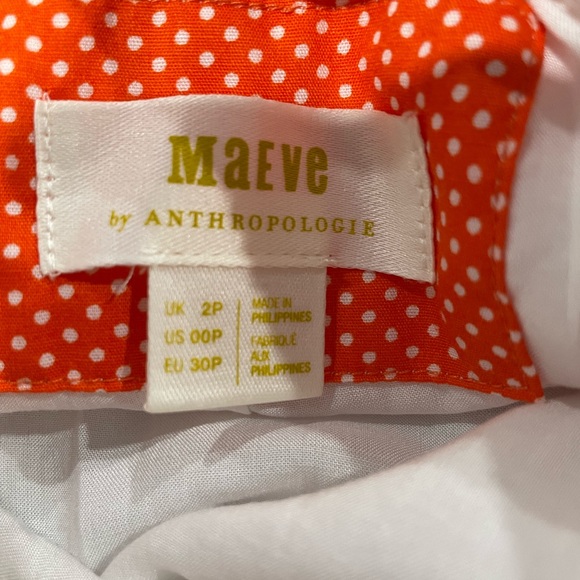 MaEVe
by ANTHROPOLOGIE
UK 2P
US 00P
EU 30P
MADE IN
PHILIPPINES
FABRIQUÉ
AUX
PHILIPPINES